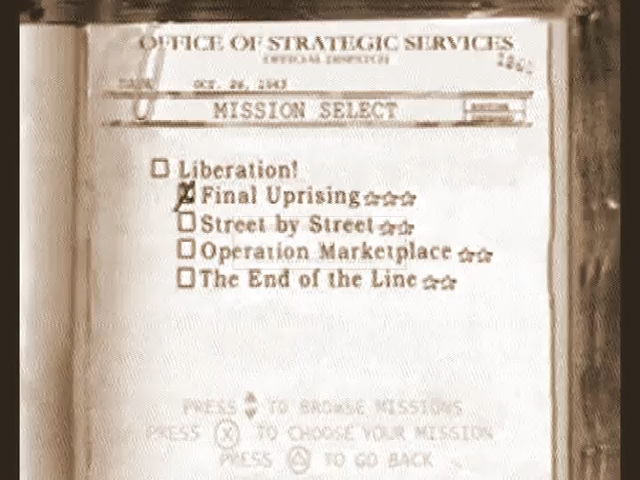 OFFICE OF STRATEGIC SERVICES
OFFICIAL DISPATCH
OCT. 26, 1943
MISSION SELECT
Liberation!
Final Uprising
Street by Street
Operation Marketplace
The End of the Line
PRESS TO BROWSE MISSIONS
PRESS X TO CHOOSE YOUR MISSION
PRESS TO GO BACK